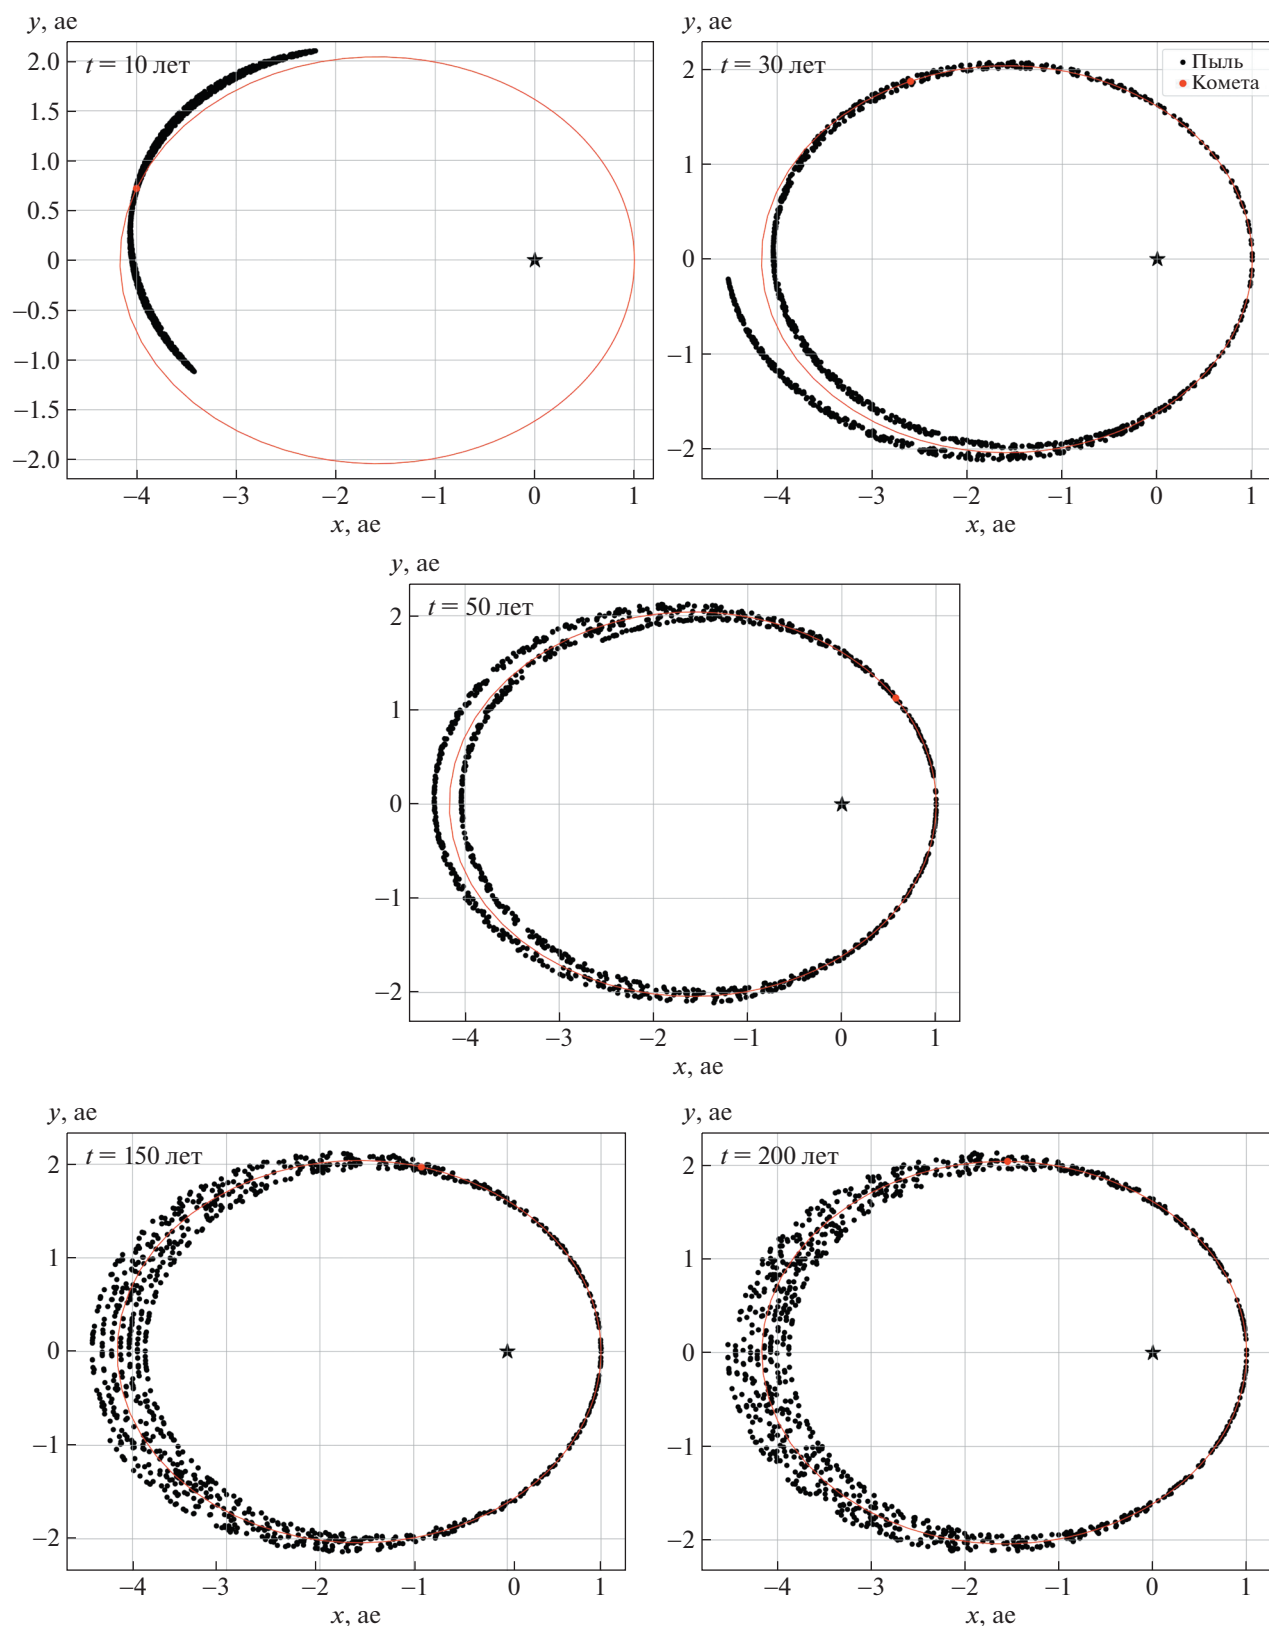 y, ае
t = 10 лет
2.0
1.5
1.0
0.5
0
−0.5
−1.0
−1.5
−2.0
−4 −3 −2 −1 0 1
x, ае
y, ае
t = 30 лет
Пыль
Комета
2
1
0
−1
−2
−4 −3 −2 −1 0 1
x, ае
y, ае
t = 50 лет
2
1
0
−1
−2
−4 −3 −2 −1 0 1
x, ае
y, ае
t = 150 лет
2
1
0
−1
−2
−4 −3 −2 −1 0 1
x, ае
y, ае
t = 200 лет
2
1
0
−1
−2
−4 −3 −2 −1 0 1
x, ае